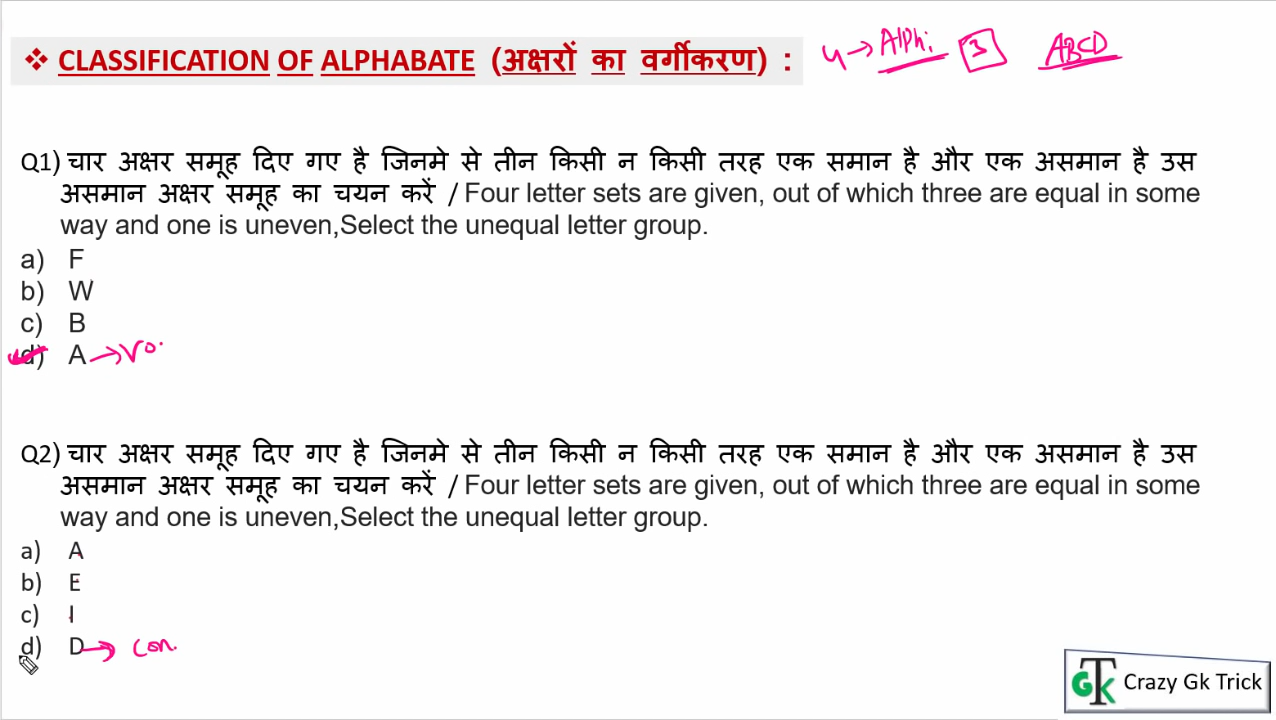 ❖ CLASSIFICATION OF ALPHABATE (अक्षरों का वर्गीकरण) : 4 → Alph. 3 ABCD
Q1) चार अक्षर समूह दिए गए है जिनमे से तीन किसी न किसी तरह एक समान है और एक असमान है उस
असमान अक्षर समूह का चयन करें / Four letter sets are given, out of which three are equal in some
way and one is uneven,Select the unequal letter group.
a) F
b) W
c) B
d) A → Vo.
Q2) चार अक्षर समूह दिए गए है जिनमे से तीन किसी न किसी तरह एक समान है और एक असमान है उस
असमान अक्षर समूह का चयन करें / Four letter sets are given, out of which three are equal in some
way and one is uneven,Select the unequal letter group.
a) A
b) E
c) I
d) D → Con.
GTK Crazy Gk Trick